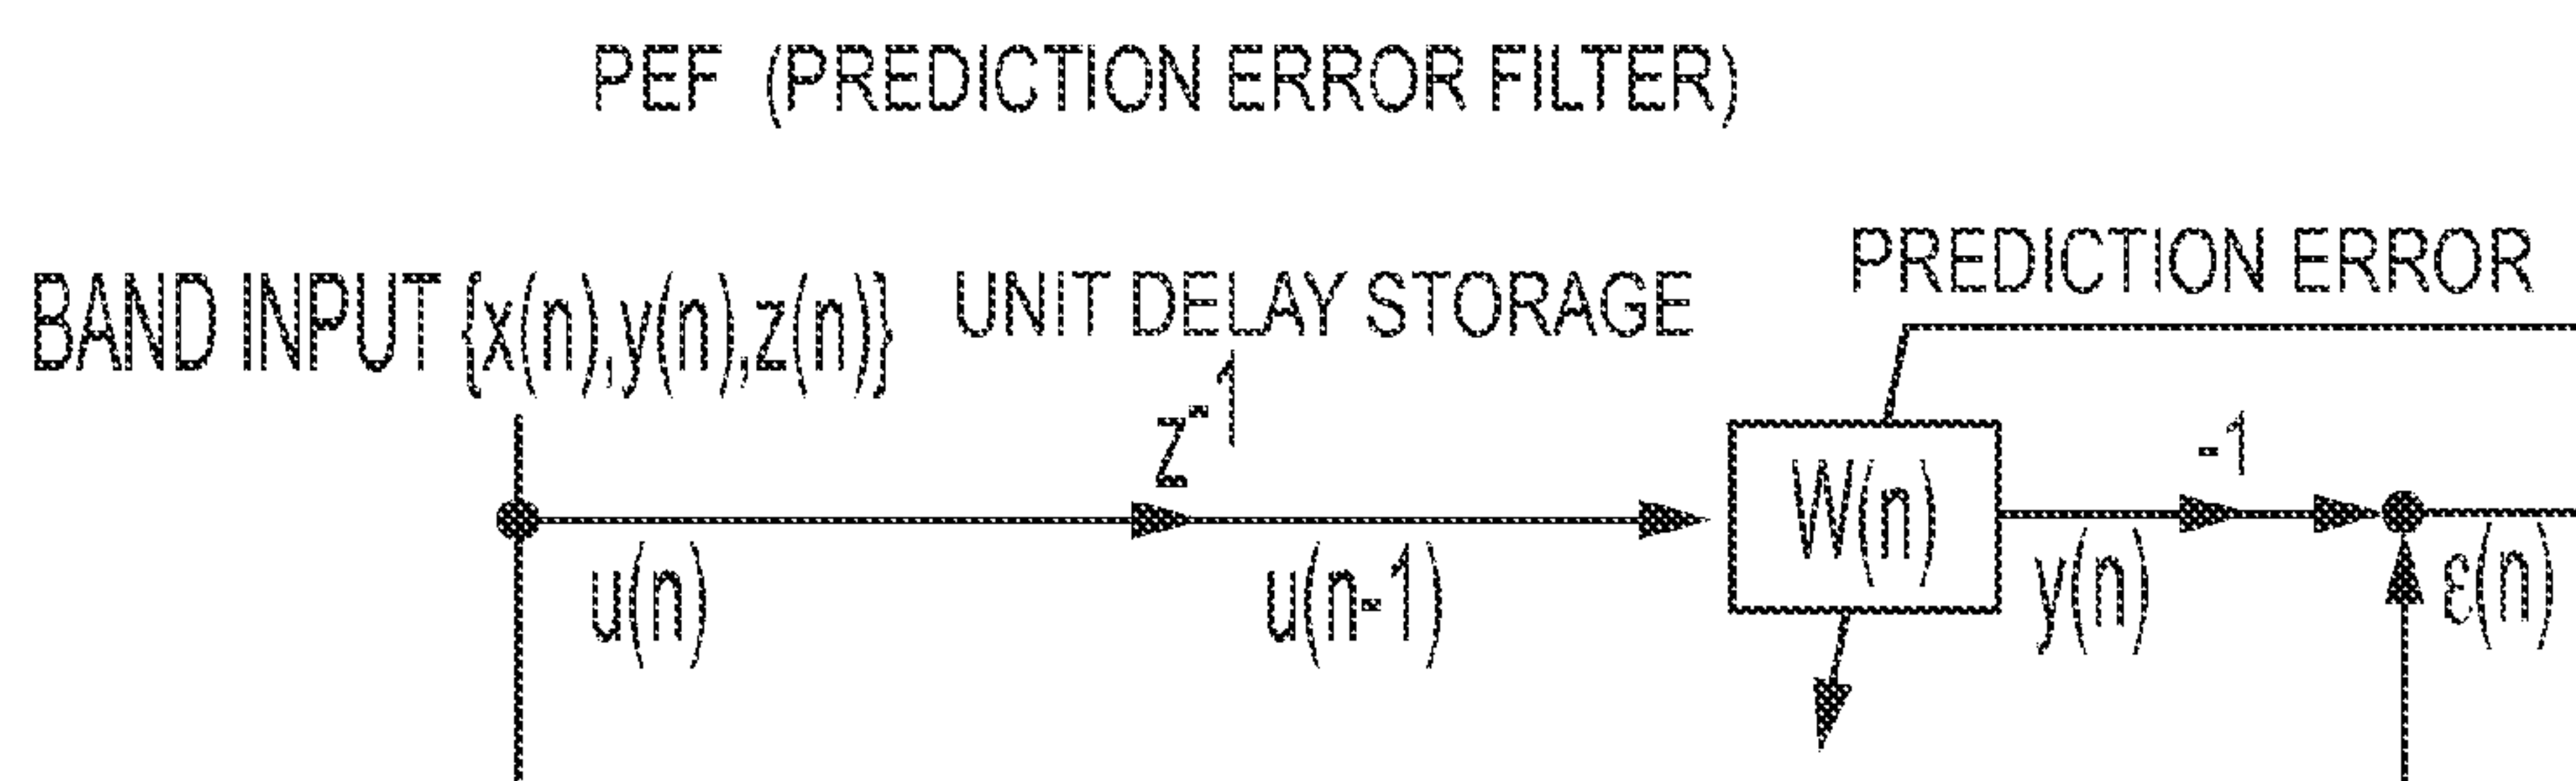 PEF (PREDICTION ERROR FILTER)
PREDICTION ERROR
BAND INPUT {x(n),y(n),z(n)} UNIT DELAY STORAGE
z-1
-1
W(n)
u(n)
u(n-1)
y(n)
ε(n)